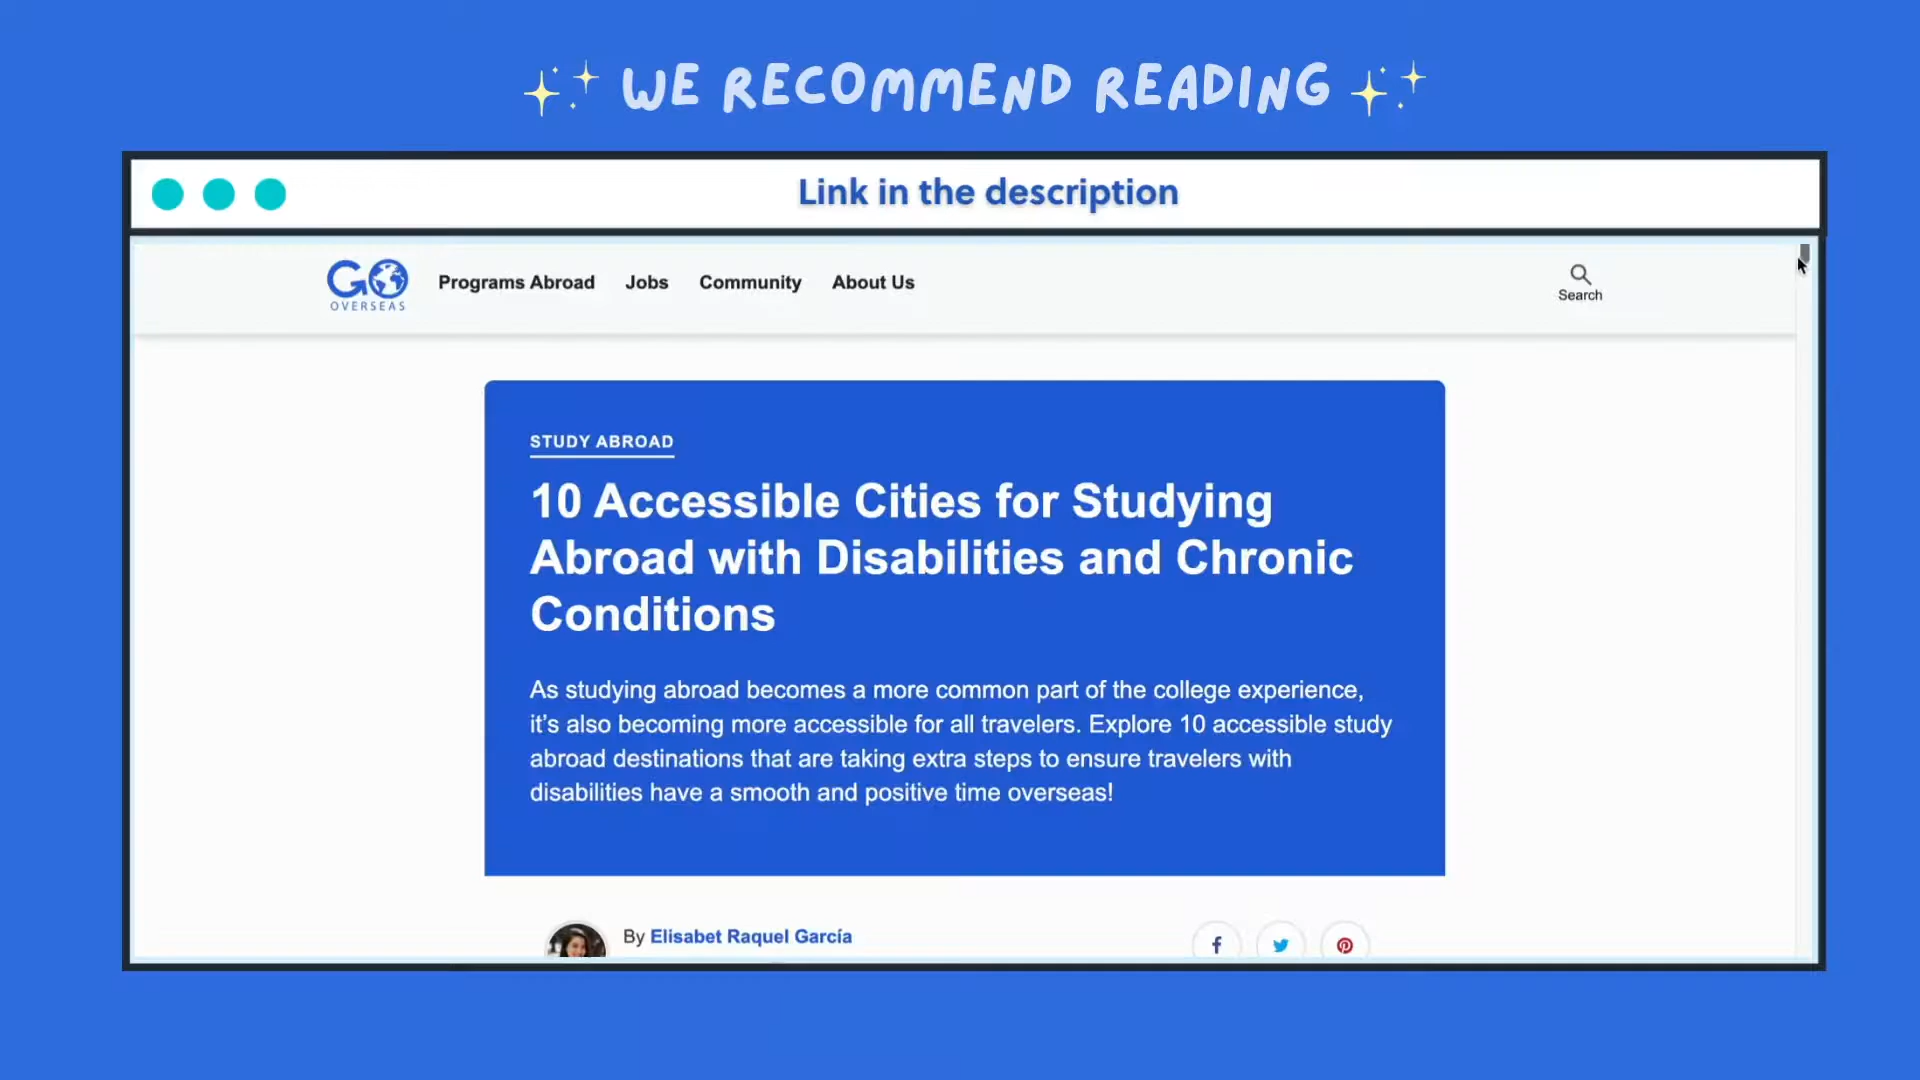 WE RECOMMEND READING
Link in the description
GO
OVERSEAS
Programs Abroad
Jobs
Community
About Us
Search
STUDY ABROAD
10 Accessible Cities for Studying
Abroad with Disabilities and Chronic
Conditions
As studying abroad becomes a more common part of the college experience,
it's also becoming more accessible for all travelers. Explore 10 accessible study
abroad destinations that are taking extra steps to ensure travelers with
disabilities have a smooth and positive time overseas!
By Elisabet Raquel García